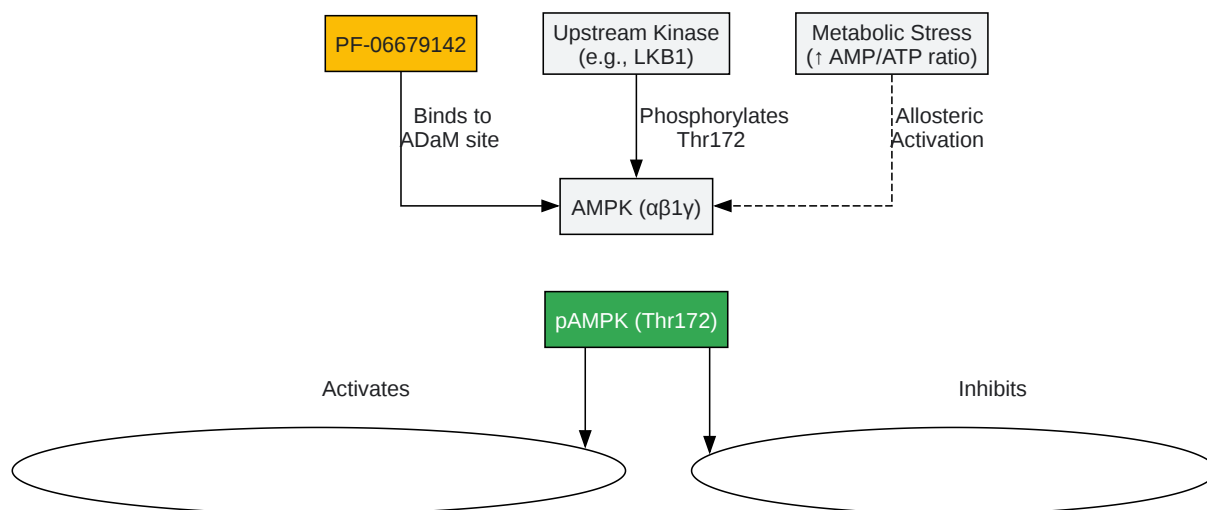 PF-06679142
Upstream Kinase
(e.g., LKB1)
Metabolic Stress
(↑ AMP/ATP ratio)
Binds to
ADaM site
Phosphorylates
Thr172
Allosteric
Activation
AMPK (αβ1γ)
pAMPK (Thr172)
Activates
Inhibits